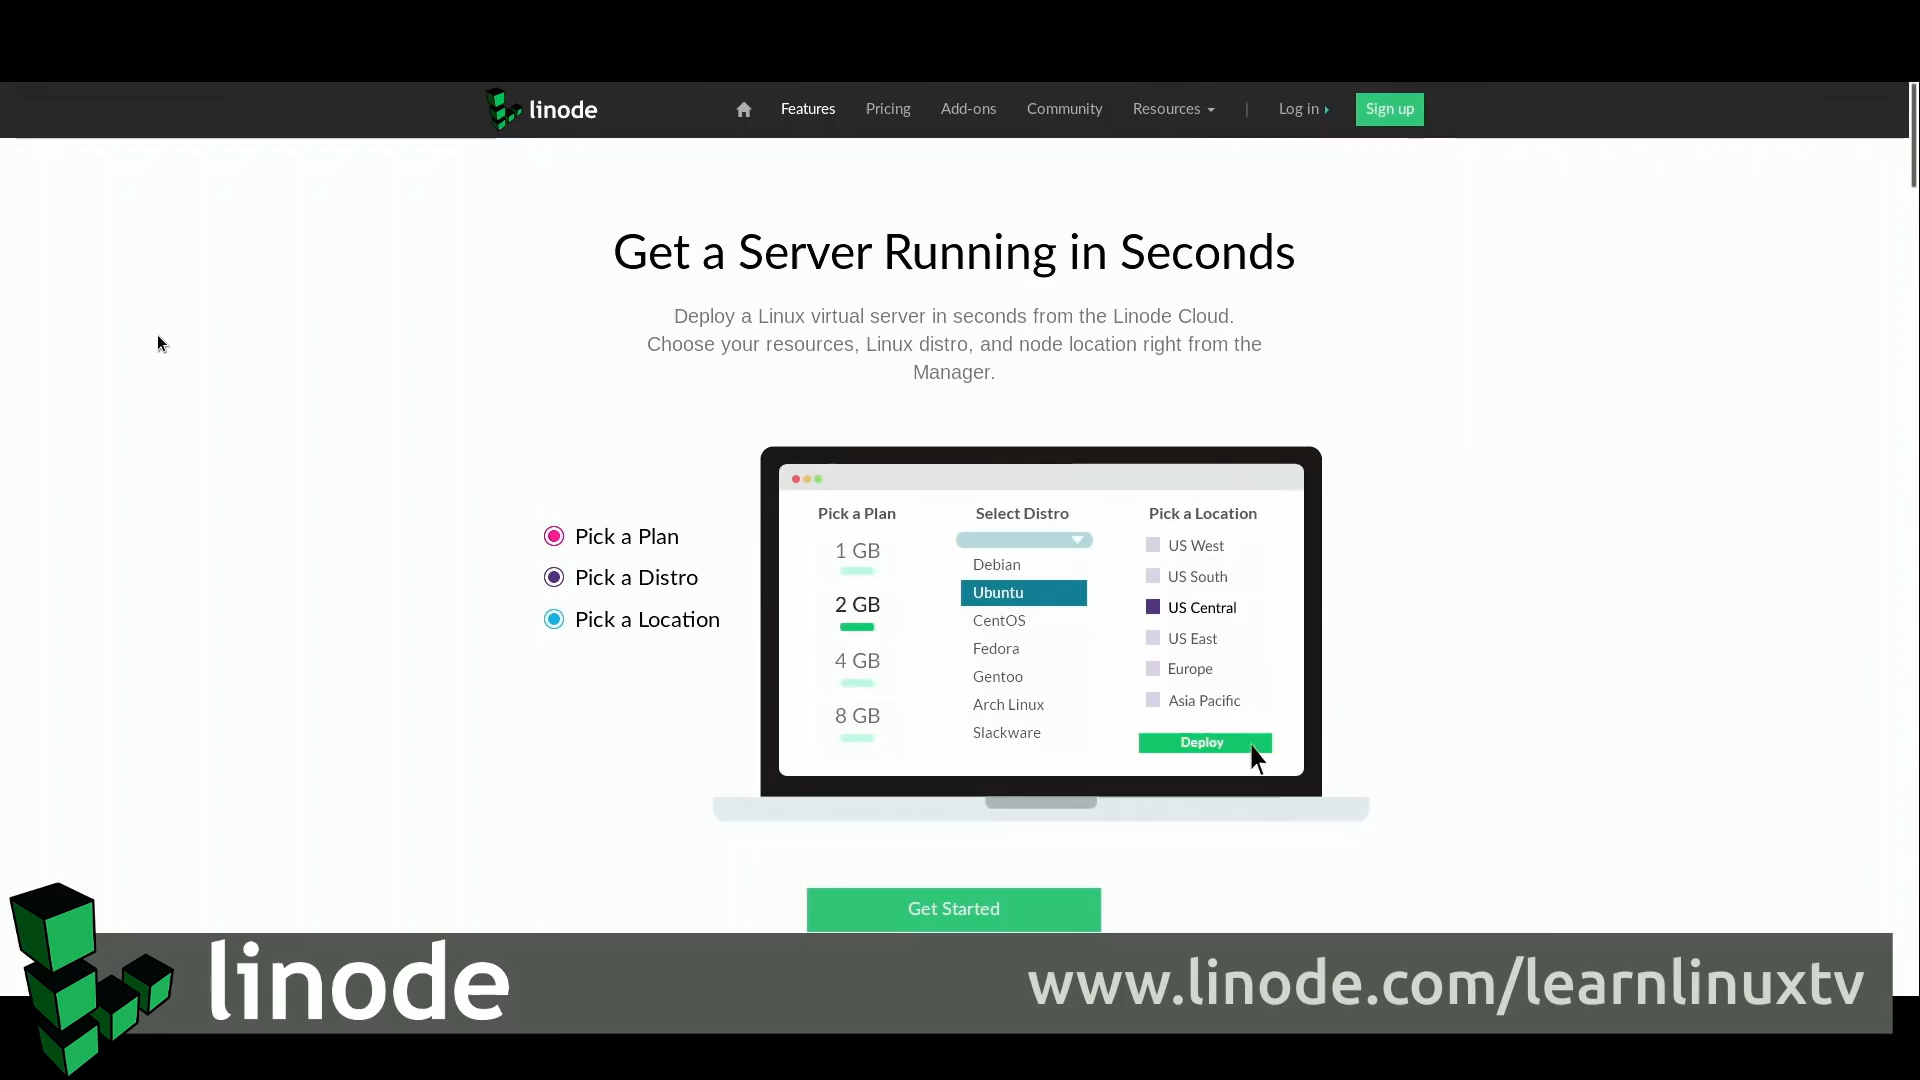 linode
Features
Pricing
Add-ons
Community
Resources
|
Log in
Sign up
Get a Server Running in Seconds
Deploy a Linux virtual server in seconds from the Linode Cloud.
Choose your resources, Linux distro, and node location right from the
Manager.
Pick a Plan
Pick a Distro
Pick a Location
Pick a Plan
1 GB
2 GB
4 GB
8 GB
Select Distro
Debian
Ubuntu
CentOS
Fedora
Gentoo
Arch Linux
Slackware
Pick a Location
US West
US South
US Central
US East
Europe
Asia Pacific
Deploy
Get Started
linode
www.linode.com/learnlinuxtv